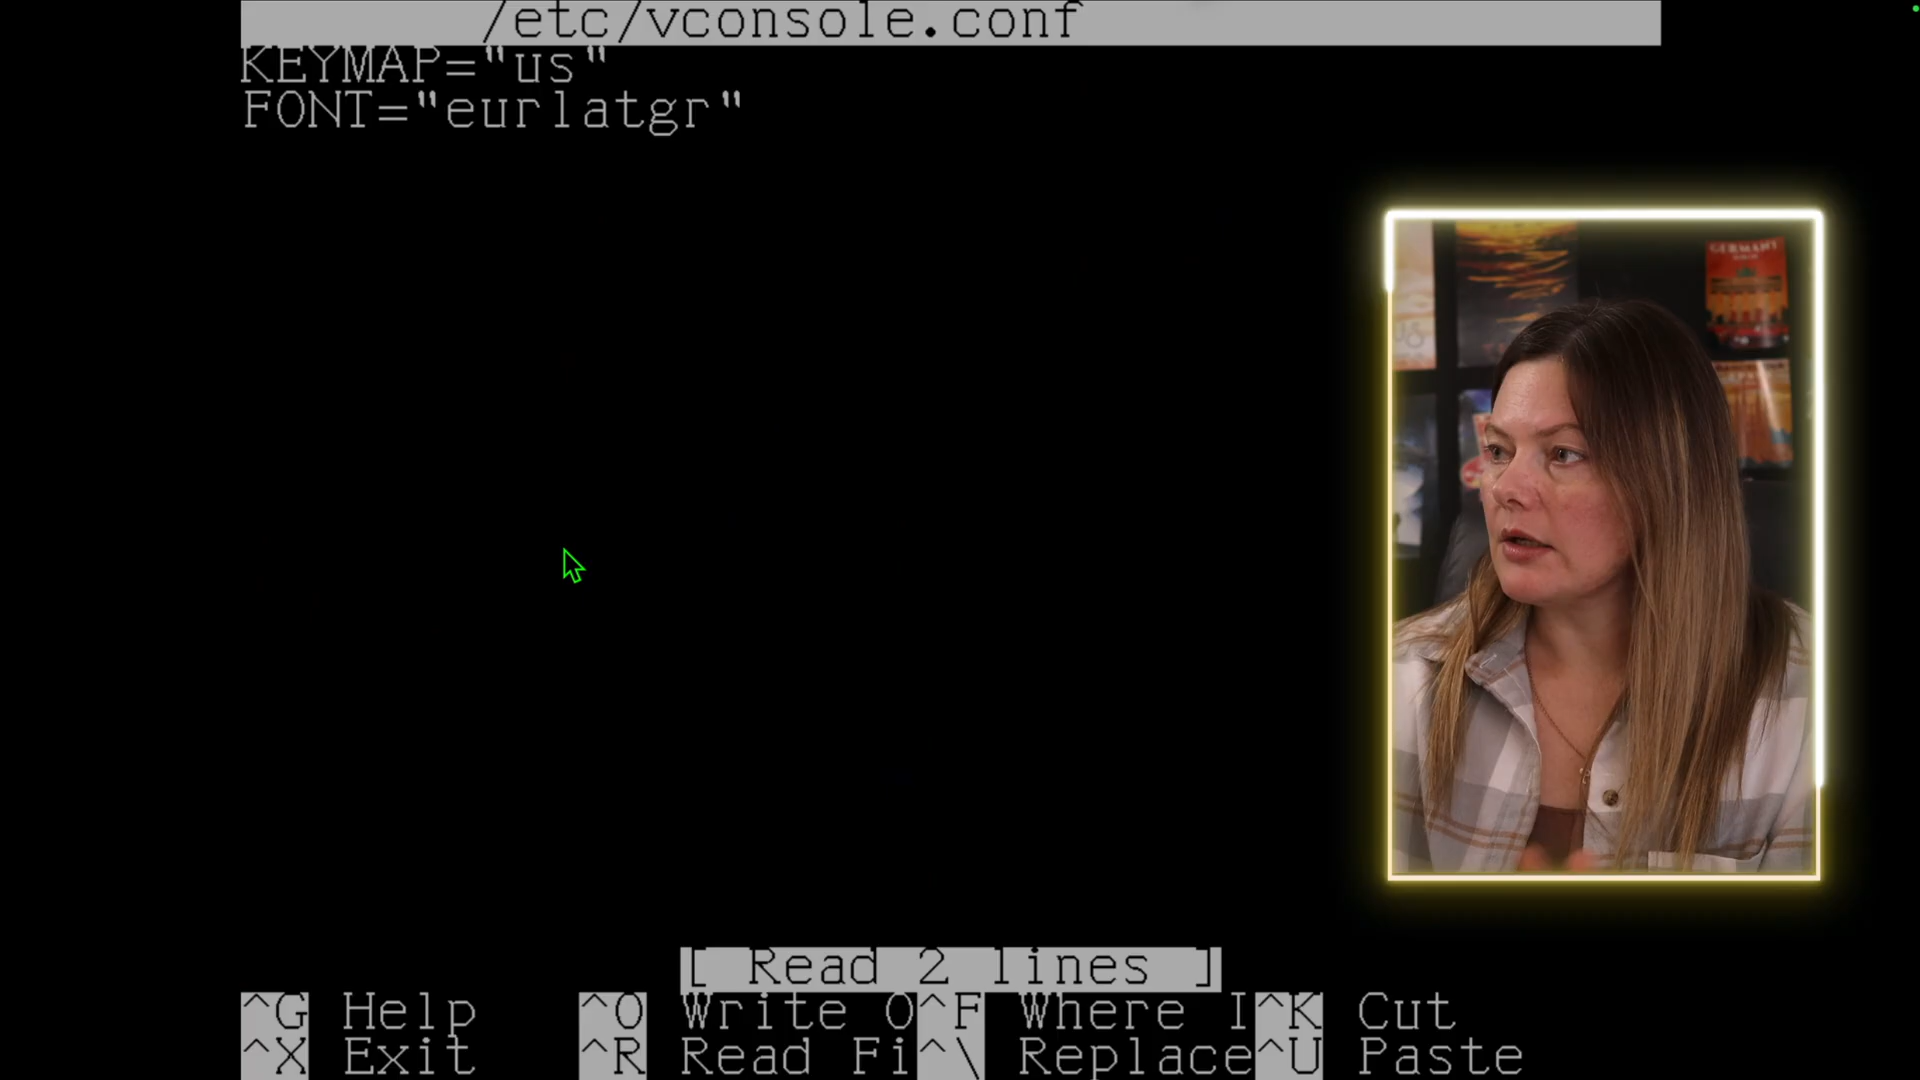 /etc/vconsole.conf
KEYMAP="us"
FONT="eurlatgr"
GERMANY
[ Read 2 lines ]
^G Help ^O Write O^F Where I^K Cut
^X Exit ^R Read Fi^\ Replace^U Paste